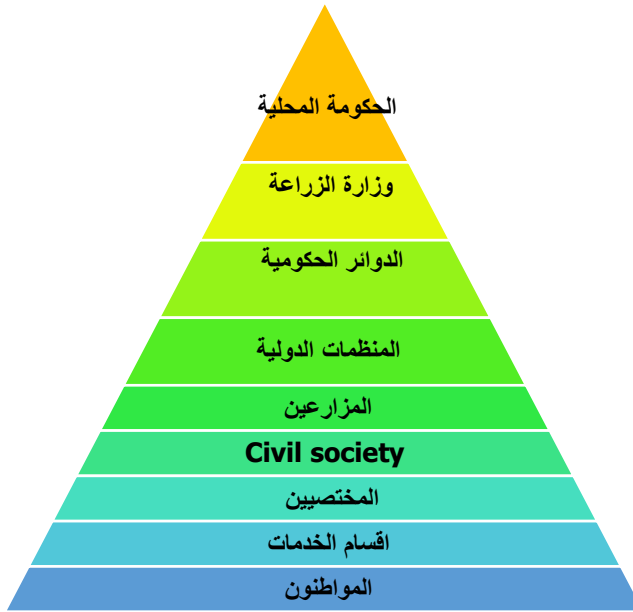 الحكومة المحلية
وزارة الزراعة
الدوائر الحكومية
المنظمات الدولية
المزارعين
Civil society
المختصيين
اقسام الخدمات
المواطنون